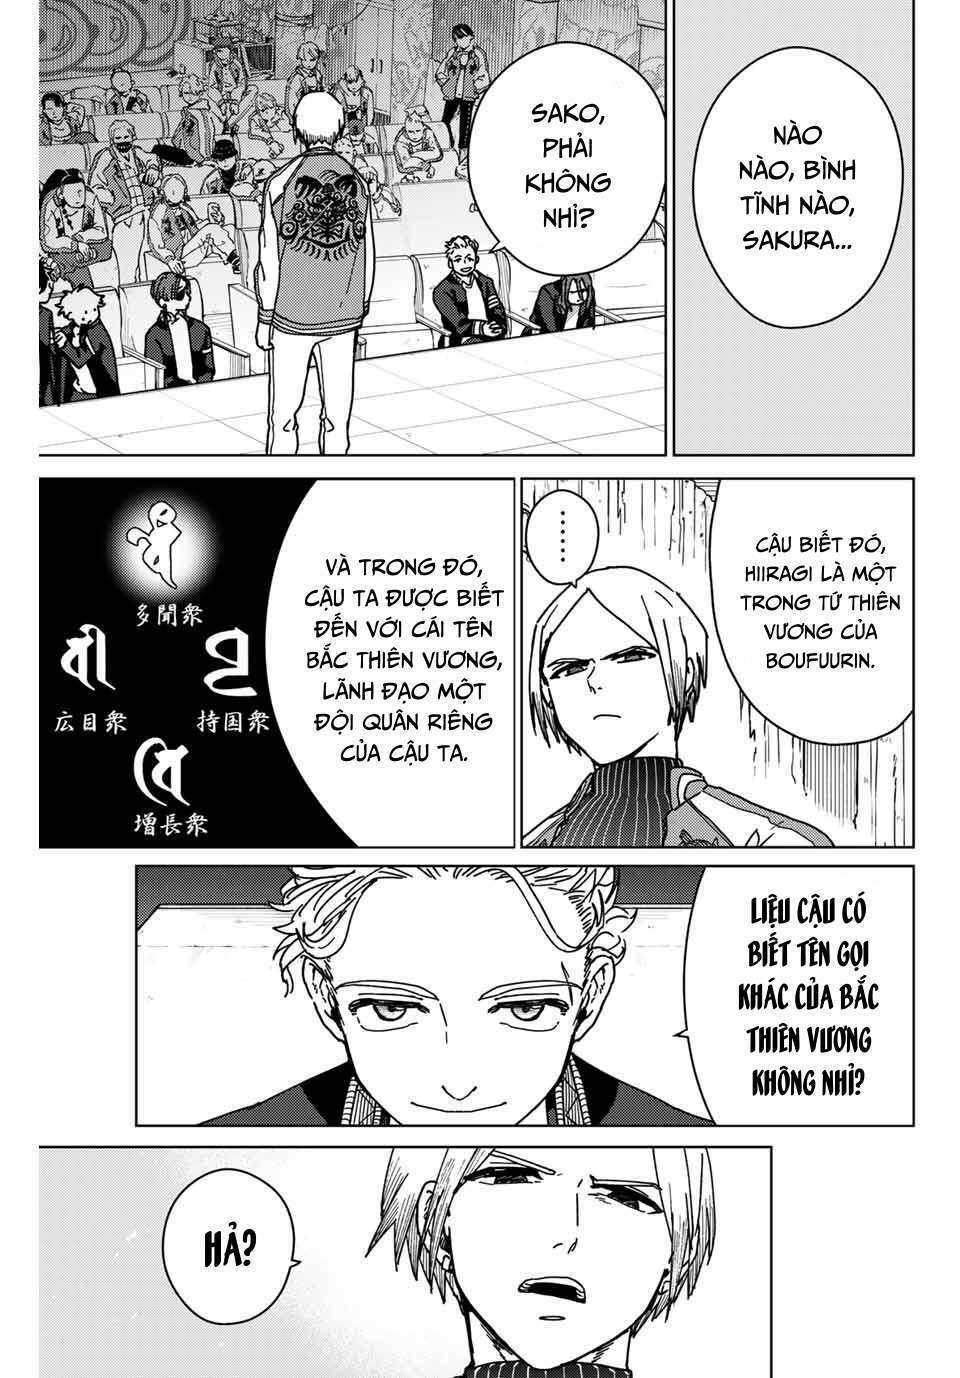 NÀO
NÀO, BÌNH
TĨNH NÀO,
SAKURA...
SAKO,
PHẢI
KHÔNG
NHỈ?
CẬU BIẾT ĐÓ,
HIIRAGI LÀ MỘT
TRONG TỨ THIÊN
VƯƠNG CỦA
BOUFUURIN.
......
VÀ TRONG ĐÓ,
CẬU TA ĐƯỢC BIẾT
ĐẾN VỚI CÁI TÊN
BẮC THIÊN VƯƠNG,
LÃNH ĐẠO MỘT
ĐỘI QUÂN RIÊNG
CỦA CẬU TA.
多聞衆
広目衆
持国衆
増長衆
LIỆU CẬU CÓ
BIẾT TÊN GỌI
KHÁC CỦA BẮC
THIÊN VƯƠNG
KHÔNG NHỈ?
HẢ?